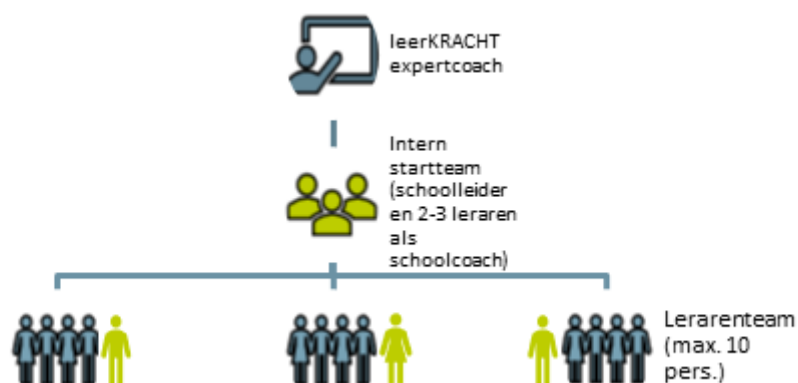 leerKRACHT
expertcoach
Intern
startteam
(schoolleider
en 2-3 leraren
als
schoolcoach)
Lerarenteam
(max. 10
pers.)